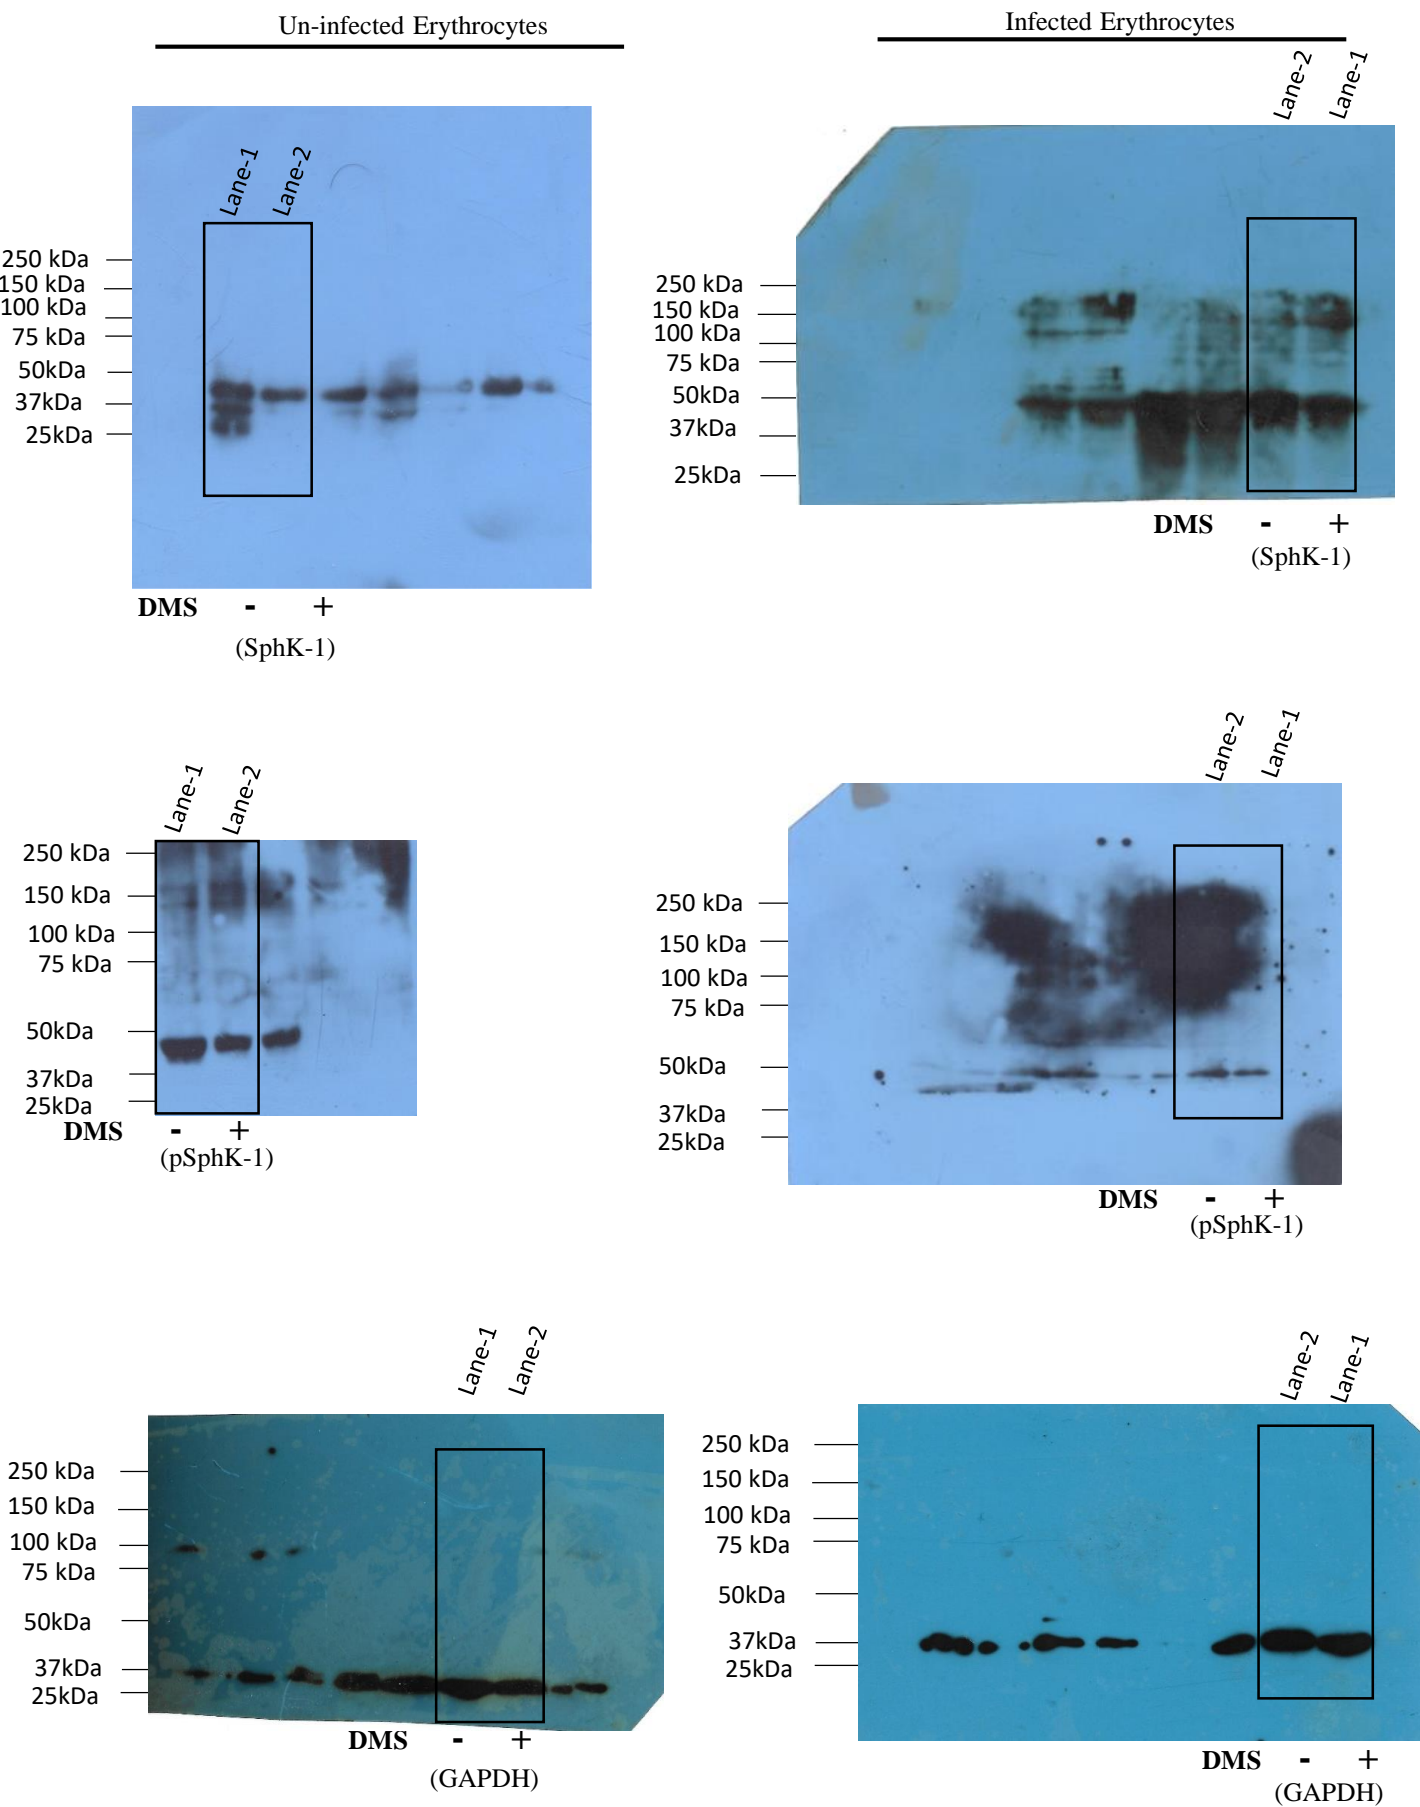 Un-infected Erythrocytes
Infected Erythrocytes
Lane-1
Lane-2
250 kDa
150 kDa
100 kDa
75 kDa
50kDa
37kDa
25kDa
DMS - +
(SphK-1)
Lane-2
Lane-1
250 kDa
150 kDa
100 kDa
75 kDa
50kDa
37kDa
25kDa
DMS - +
(SphK-1)
Lane-1
Lane-2
250 kDa
150 kDa
100 kDa
75 kDa
50kDa
37kDa
25kDa
DMS - +
(pSphK-1)
Lane-2
Lane-1
250 kDa
150 kDa
100 kDa
75 kDa
50kDa
37kDa
25kDa
DMS - +
(pSphK-1)
Lane-1
Lane-2
250 kDa
150 kDa
100 kDa
75 kDa
50kDa
37kDa
25kDa
DMS - +
(GAPDH)
Lane-2
Lane-1
250 kDa
150 kDa
100 kDa
75 kDa
50kDa
37kDa
25kDa
DMS - +
(GAPDH)